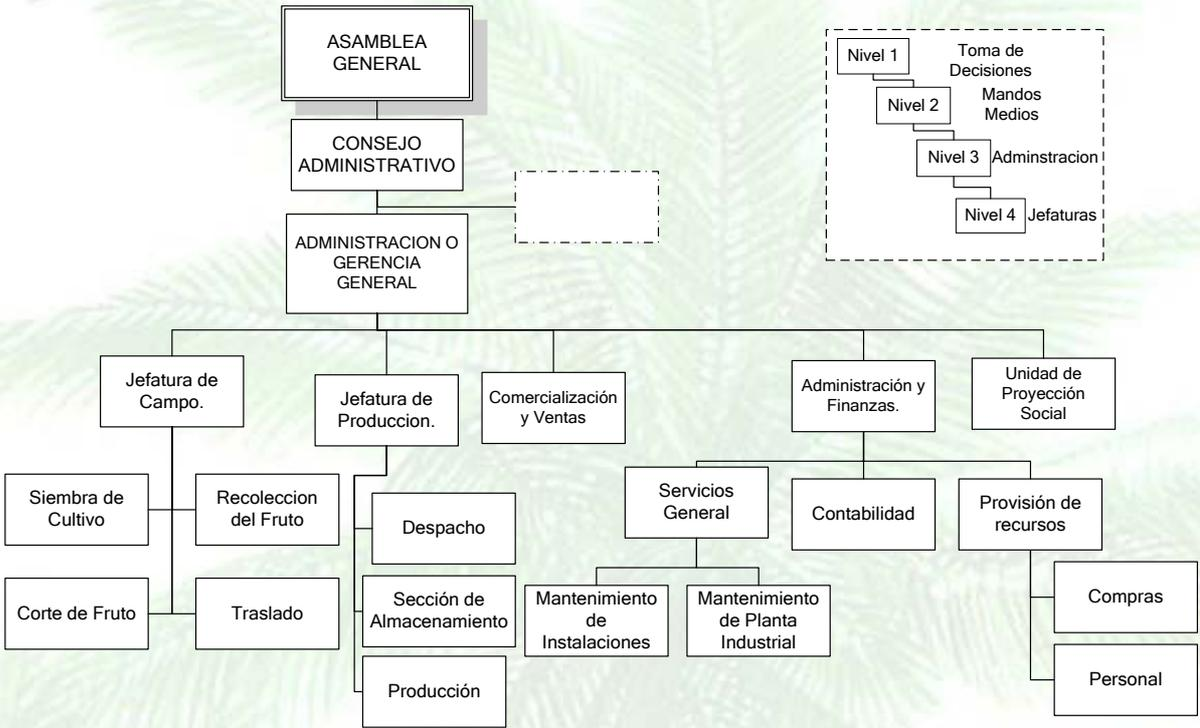 ASAMBLEA
GENERAL
CONSEJO
ADMINISTRATIVO
ADMINISTRACION O
GERENCIA
GENERAL
Nivel 1
Toma de
Decisiones
Nivel 2
Mandos
Medios
Nivel 3
Adminstracion
Nivel 4
Jefaturas
Jefatura de
Campo.
Jefatura de
Produccion.
Comercialización
y Ventas
Administración y
Finanzas.
Unidad de
Proyección
Social
Siembra de
Cultivo
Recoleccion
del Fruto
Corte de Fruto
Traslado
Despacho
Sección de
Almacenamiento
Producción
Servicios
General
Contabilidad
Provisión de
recursos
Mantenimiento
de
Instalaciones
Mantenimiento
de Planta
Industrial
Compras
Personal